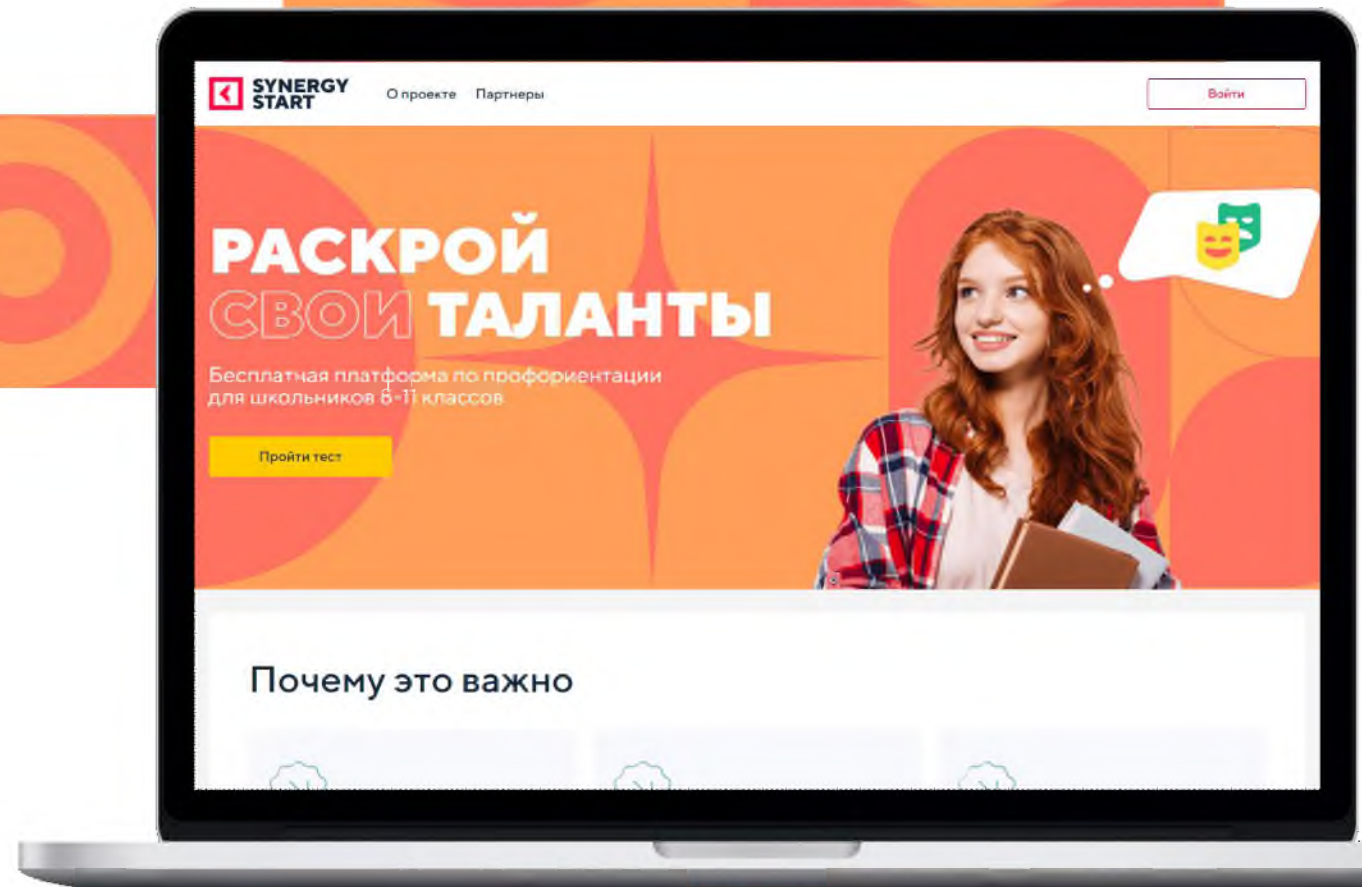 SYNERGY
START
О проекте Партнеры
Войти
РАСКРОЙ
СВОИ ТАЛАНТЫ
Бесплатная платформа по профориентации
для школьников 8-11 классов
Пройти тест
Почему это важно